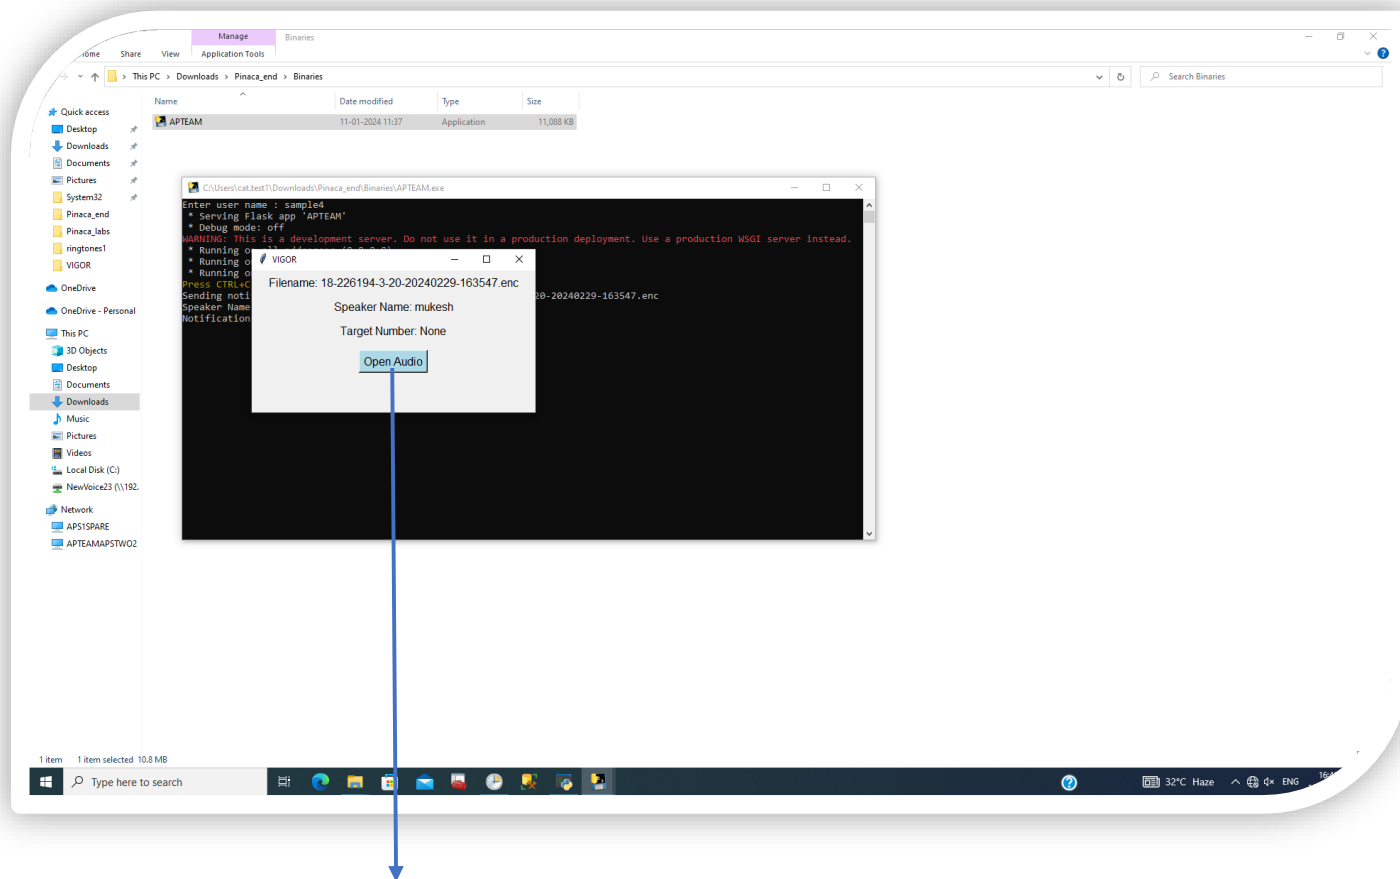 Manage
Binaries
Share
View
Application Tools
This PC > Downloads > Pinaca_end > Binaries
Search Binaries
Name
Date modified
Type
Size
APTEAM
11-01-2024 11:37
Application
11,088 KB
Quick access
Desktop
Downloads
Documents
Pictures
System32
Pinaca_end
Pinaca_labs
ringtones1
VIGOR
OneDrive
OneDrive - Personal
This PC
3D Objects
Desktop
Documents
Downloads
Music
Pictures
Videos
Local Disk (C:)
NewVoice23 (\\192.
Network
APS1SPARE
APTEAMAPSTWO2
C:\Users\cat.test1\Downloads\Pinaca_end\Binaries\APTEAM.exe
Enter user name : sample4
* Serving Flask app 'APTEAM'
* Debug mode: off
WARNING: This is a development server. Do not use it in a production deployment. Use a production WSGI server instead.
* Running o
* Running o
* Running o
Press CTRL+C
Sending noti
20-20240229-163547.enc
Speaker Name
Notification
VIGOR
Filename: 18-226194-3-20-20240229-163547.enc
Speaker Name: mukesh
Target Number: None
Open Audio
1 item
1 item selected 10.8 MB
Type here to search
32°C Haze
ENG